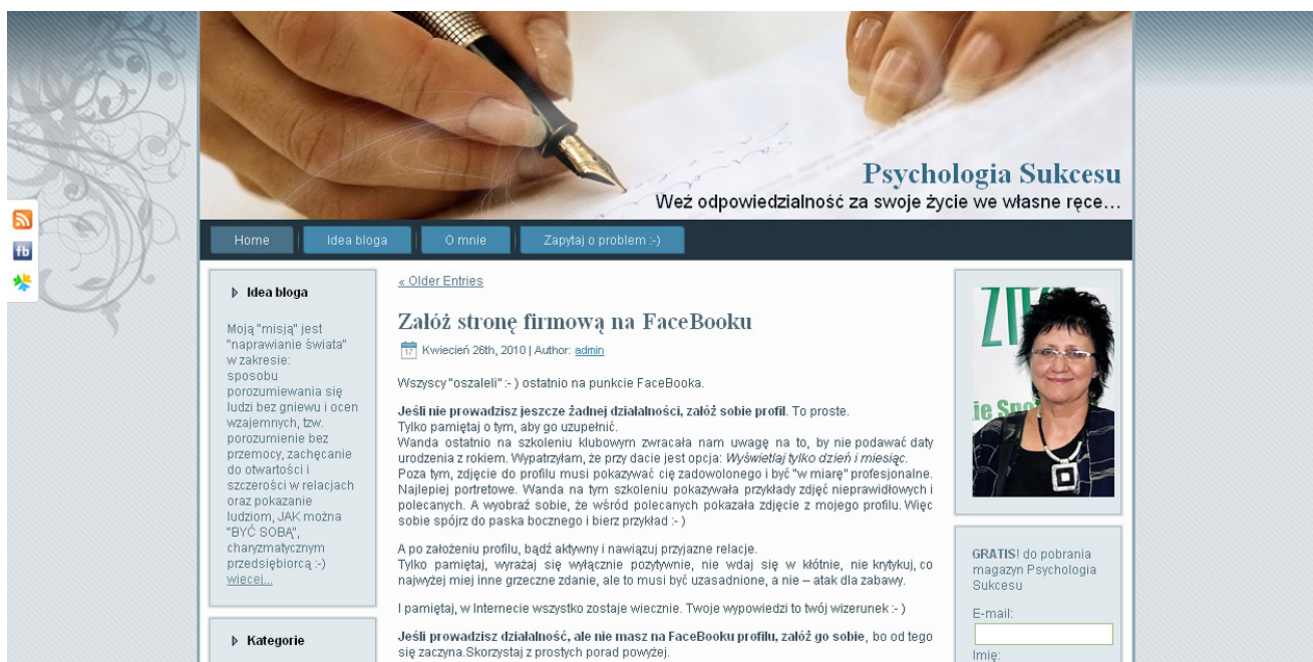 Psychologia Sukcesu
Weź odpowiedzialność za swoje życie we własne ręce...
Home
Idea bloga
O mnie
Zapytaj o problem :-)
fb
Idea bloga
Moją "misją" jest
"naprawianie świata"
w zakresie:
sposobu
porozumiewania się
ludzi bez gniewu i ocen
wzajemnych, tzw.
porozumienie bez
przemocy, zachęcanie
do otwartości i
szczerości w relacjach
oraz pokazanie
ludziom, JAK można
"BYĆ SOBĄ",
charyzmatycznym
przedsiębiorcą :-)
więcej...
Kategorie
« Older Entries
Załóż stronę firmową na FaceBooku
17 Kwiecień 26th, 2010 | Author: admin
Wszyscy "oszaleli" :- ) ostatnio na punkcie FaceBooka.
Jeśli nie prowadzisz jeszcze żadnej działalności, załóż sobie profil. To proste.
Tylko pamiętaj o tym, aby go uzupełnić.
Wanda ostatnio na szkoleniu klubowym zwracała nam uwagę na to, by nie podawać daty
urodzenia z rokiem. Wypatrzyłam, że przy dacie jest opcja: Wyświetlaj tylko dzień i miesiąc.
Poza tym, zdjęcie do profilu musi pokazywać cię zadowolonego i być "w miarę" profesjonalne.
Najlepiej portretowe. Wanda na tym szkoleniu pokazywała przykłady zdjęć nieprawidłowych i
polecanych. A wyobraź sobie, że wśród polecanych pokazała zdjęcie z mojego profilu. Więc
sobie spójrz do paska bocznego i bierz przykład :- )
A po założeniu profilu, bądź aktywny i nawiązuj przyjazne relacje.
Tylko pamiętaj, wyrażaj się wyłącznie pozytywnie, nie wdaj się w kłótnie, nie krytykuj, co
najwyżej miej inne grzeczne zdanie, ale to musi być uzasadnione, a nie – atak dla zabawy.
I pamiętaj, w Internecie wszystko zostaje wiecznie. Twoje wypowiedzi to twój wizerunek :- )
Jeśli prowadzisz działalność, ale nie masz na FaceBooku profilu, załóż go sobie, bo od tego
się zaczyna.Skorzystaj z prostych porad powyżej.
GRATIS! do pobrania
magazyn Psychologia
Sukcesu
E-mail:
Imię: